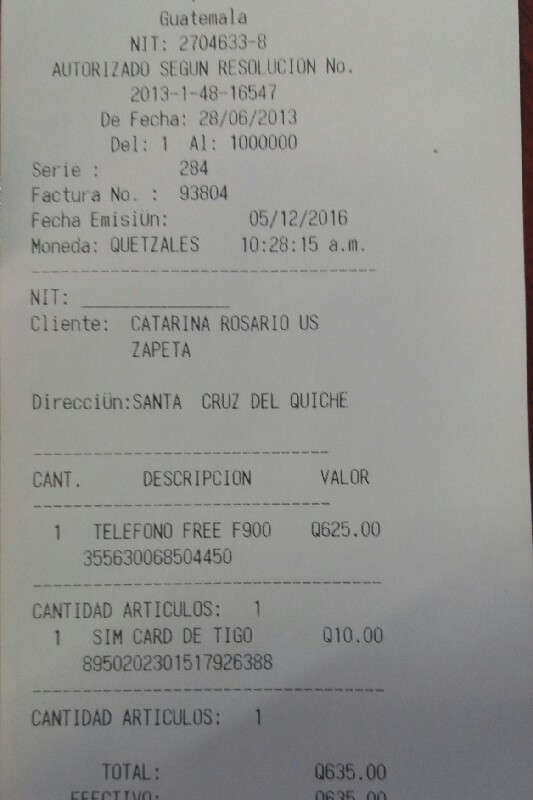 Guatemala
NIT: 2704633-8
AUTORIZADO SEGUN RESOLUCION No.
2013-1-48-16547
De Fecha: 28/06/2013
Del: 1 Al: 1000000
Serie : 284
Factura No. : 93804
Fecha EmisiÜn: 05/12/2016
Moneda: QUETZALES 10:28:15 a.m.
NIT: _______________
Cliente: CATARINA ROSARIO US
ZAPETA
DirecciÜn:SANTA CRUZ DEL QUICHE
CANT. DESCRIPCION VALOR
1 TELEFONO FREE F900 Q625.00
355630068504450
CANTIDAD ARTICULOS: 1
1 SIM CARD DE TIGO Q10.00
8950202301517926388
CANTIDAD ARTICULOS: 1
TOTAL: Q635.00
EFECTIVO: Q635.00